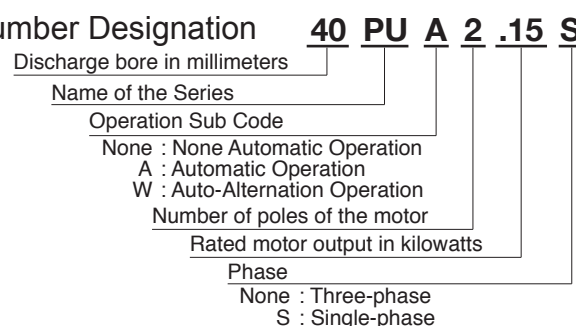 umber Designation 40 PU A 2 .15 S
Discharge bore in millimeters
Name of the Series
Operation Sub Code
None : None Automatic Operation
A : Automatic Operation
W : Auto-Alternation Operation
Number of poles of the motor
Rated motor output in kilowatts
Phase
None : Three-phase
S : Single-phase